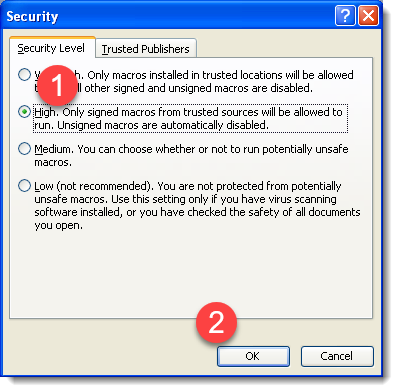 Security
Security Level
Trusted Publishers
1
Only macros installed in trusted locations will be allowed
other signed and unsigned macros are disabled.
High. Only signed macros from trusted sources will be allowed to
run. Unsigned macros are automatically disabled.
Medium. You can choose whether or not to run potentially unsafe
macros.
Low (not recommended). You are not protected from potentially
unsafe macros. Use this setting only if you have virus scanning
software installed, or you have checked the safety of all documents
you open.
2
OK
Cancel